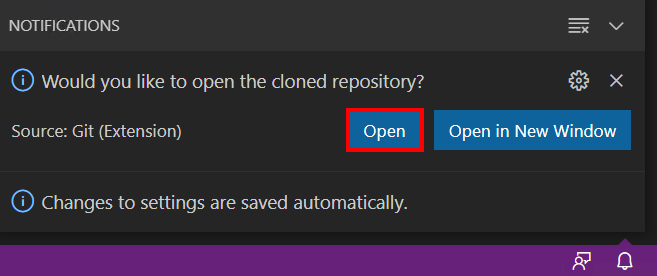 NOTIFICATIONS
Would you like to open the cloned repository?
Source: Git (Extension)
Open
Open in New Window
Changes to settings are saved automatically.